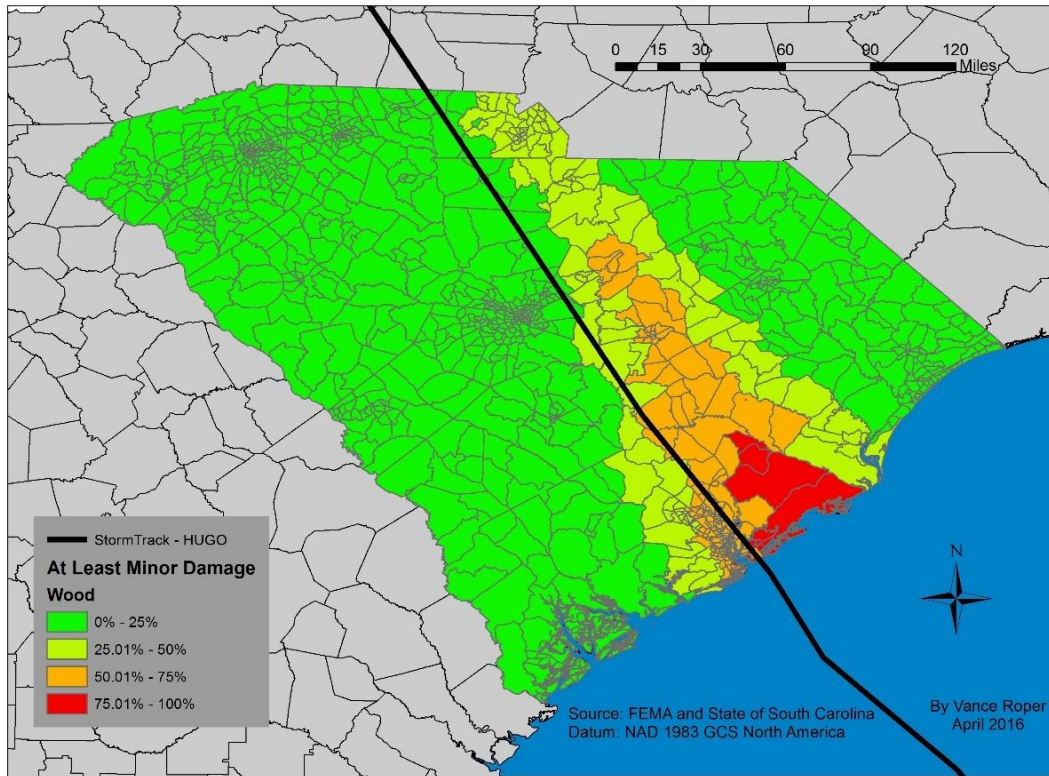 0 15 30 60 90 120
Miles
StormTrack - HUGO
At Least Minor Damage
Wood
0% - 25%
25.01% - 50%
50.01% - 75%
75.01% - 100%
N
Source: FEMA and State of South Carolina
Datum: NAD 1983 GCS North America
By Vance Roper
April 2016